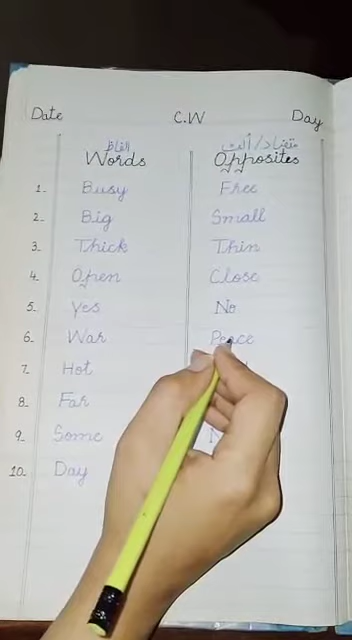 Date C.W Day
الفاظ متضاد/الٹ
Words Opposites
1. Busy Free
2. Big Small
3. Thick Thin
4. Open Close
5. Yes No
6. War Peace
7. Hot
8. Far
9. Some
10. Day